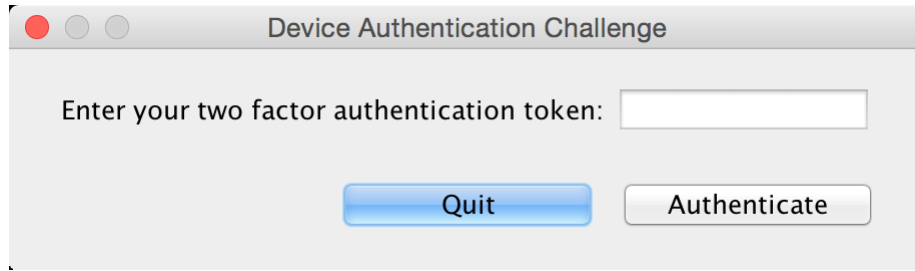 Device Authentication Challenge
Enter your two factor authentication token:
Quit Authenticate